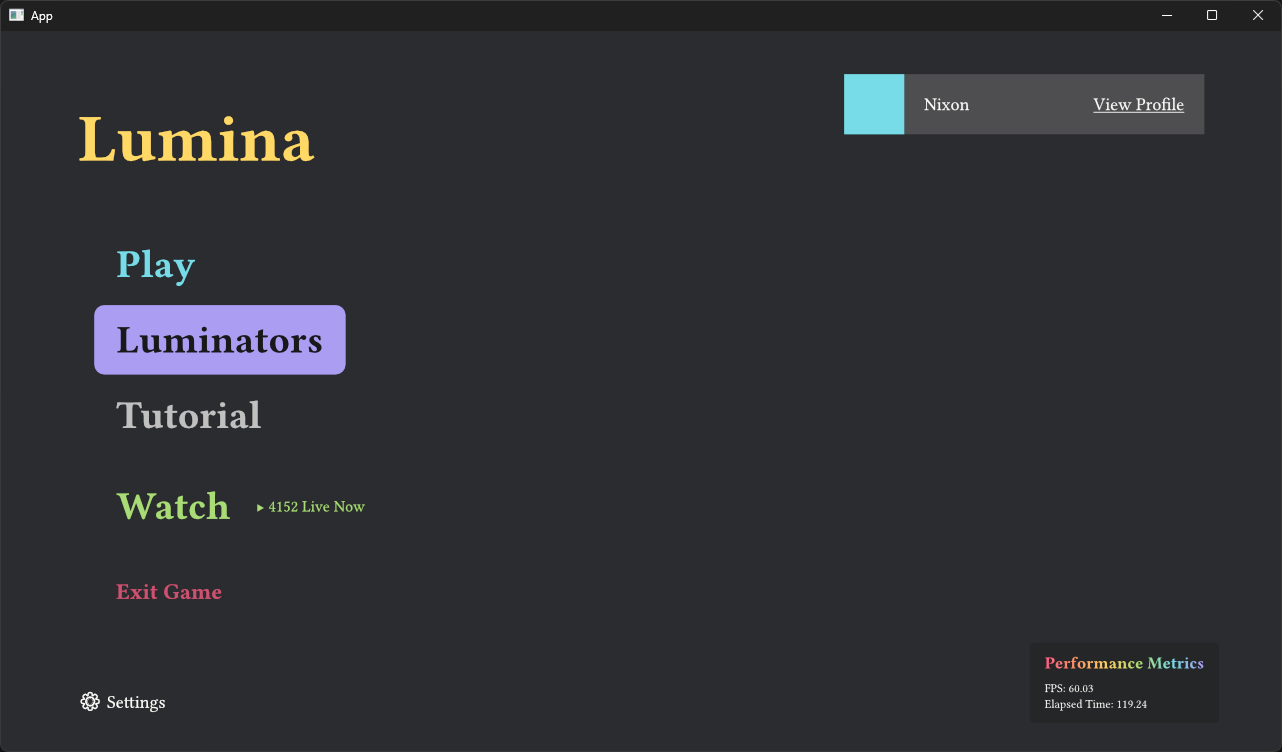 App
Nixon View Profile
Lumina
Play
Luminators
Tutorial
Watch ▸ 4152 Live Now
Exit Game
Settings
Performance Metrics
FPS: 60.03
Elapsed Time: 119.24